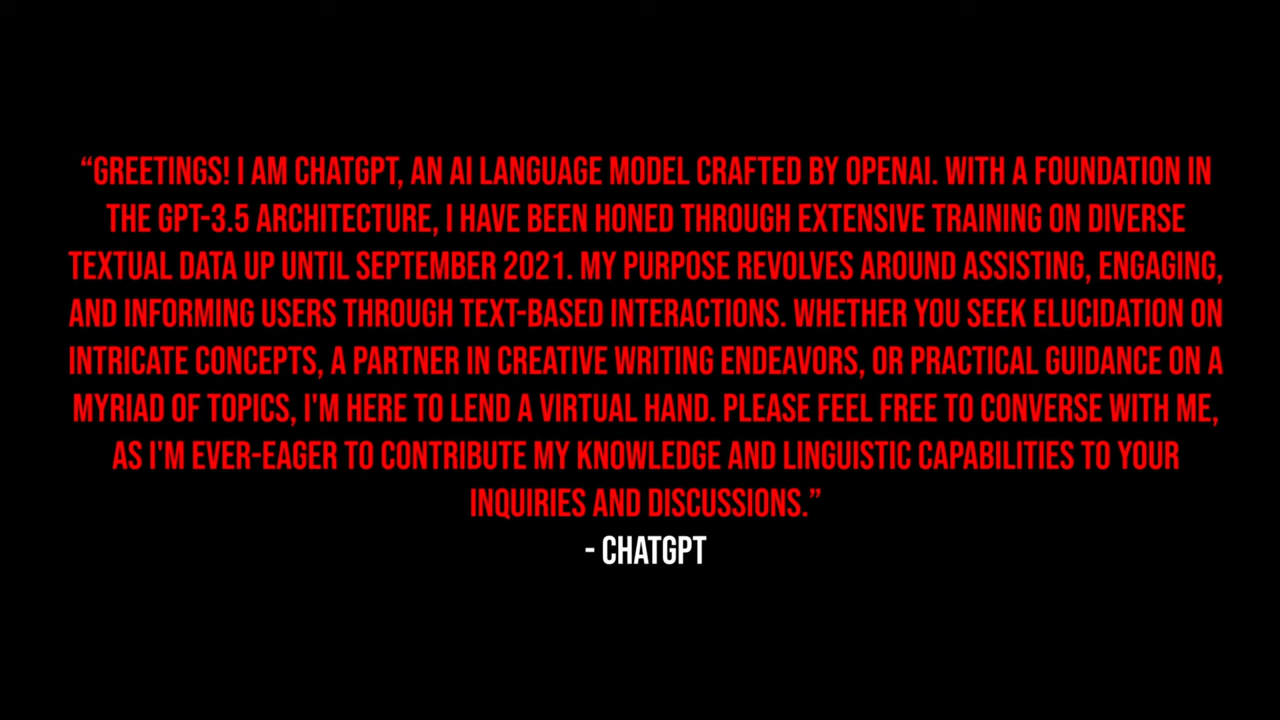 “GREETINGS! I AM CHATGPT, AN AI LANGUAGE MODEL CRAFTED BY OPENAI. WITH A FOUNDATION IN
THE GPT-3.5 ARCHITECTURE, I HAVE BEEN HONED THROUGH EXTENSIVE TRAINING ON DIVERSE
TEXTUAL DATA UP UNTIL SEPTEMBER 2021. MY PURPOSE REVOLVES AROUND ASSISTING, ENGAGING,
AND INFORMING USERS THROUGH TEXT-BASED INTERACTIONS. WHETHER YOU SEEK ELUCIDATION ON
INTRICATE CONCEPTS, A PARTNER IN CREATIVE WRITING ENDEAVORS, OR PRACTICAL GUIDANCE ON A
MYRIAD OF TOPICS, I'M HERE TO LEND A VIRTUAL HAND. PLEASE FEEL FREE TO CONVERSE WITH ME,
AS I'M EVER-EAGER TO CONTRIBUTE MY KNOWLEDGE AND LINGUISTIC CAPABILITIES TO YOUR
INQUIRIES AND DISCUSSIONS.”
- CHATGPT